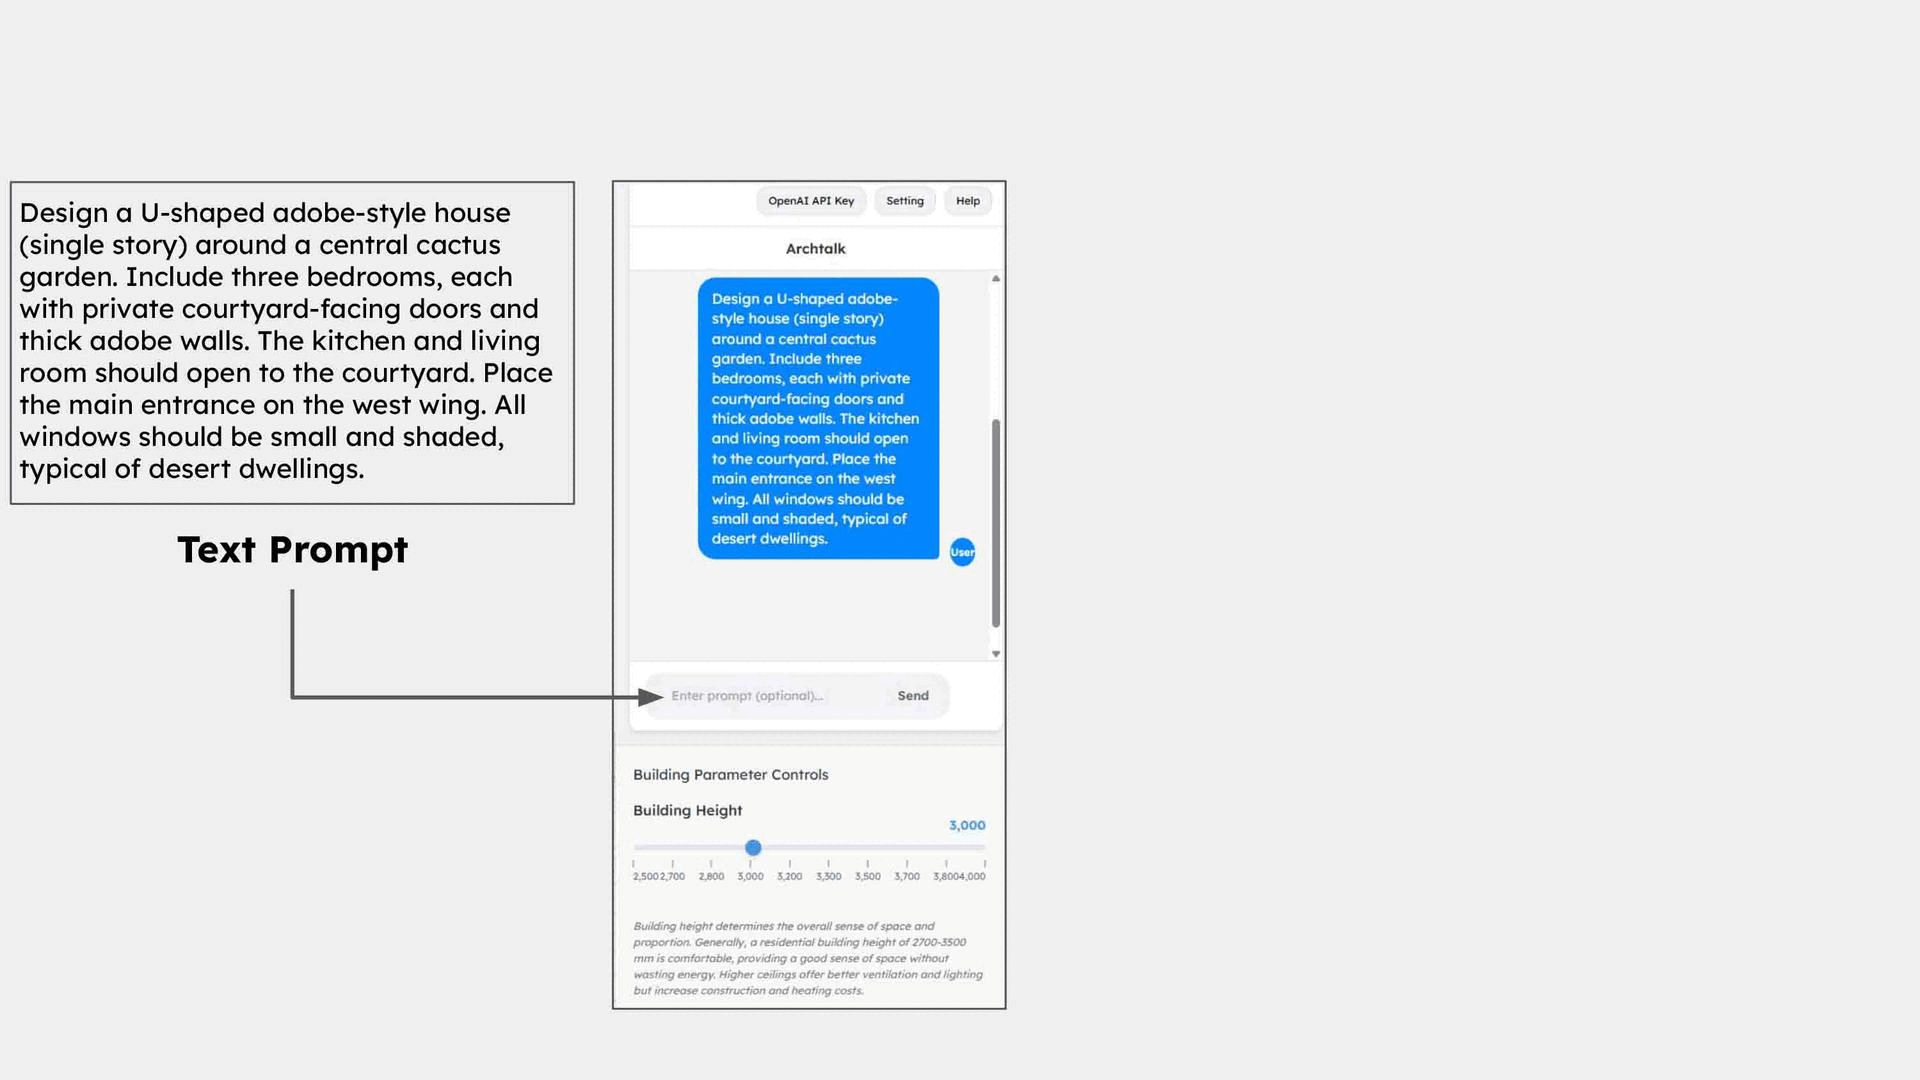 Design a U-shaped adobe-style house
(single story) around a central cactus
garden. Include three bedrooms, each
with private courtyard-facing doors and
thick adobe walls. The kitchen and living
room should open to the courtyard. Place
the main entrance on the west wing. All
windows should be small and shaded,
typical of desert dwellings.
Text Prompt
OpenAI API Key Setting Help
Archtalk
Design a U-shaped adobe-
style house (single story)
around a central cactus
garden. Include three
bedrooms, each with private
courtyard-facing doors and
thick adobe walls. The kitchen
and living room should open
to the courtyard. Place the
main entrance on the west
wing. All windows should be
small and shaded, typical of
desert dwellings.
User
Enter prompt (optional)... Send
Building Parameter Controls
Building Height
3,000
2,500 2,700 2,800 3,000 3,200 3,300 3,500 3,700 3,800 4,000
Building height determines the overall sense of space and
proportion. Generally, a residential building height of 2700-3500
mm is comfortable, providing a good sense of space without
wasting energy. Higher ceilings offer better ventilation and lighting
but increase construction and heating costs.